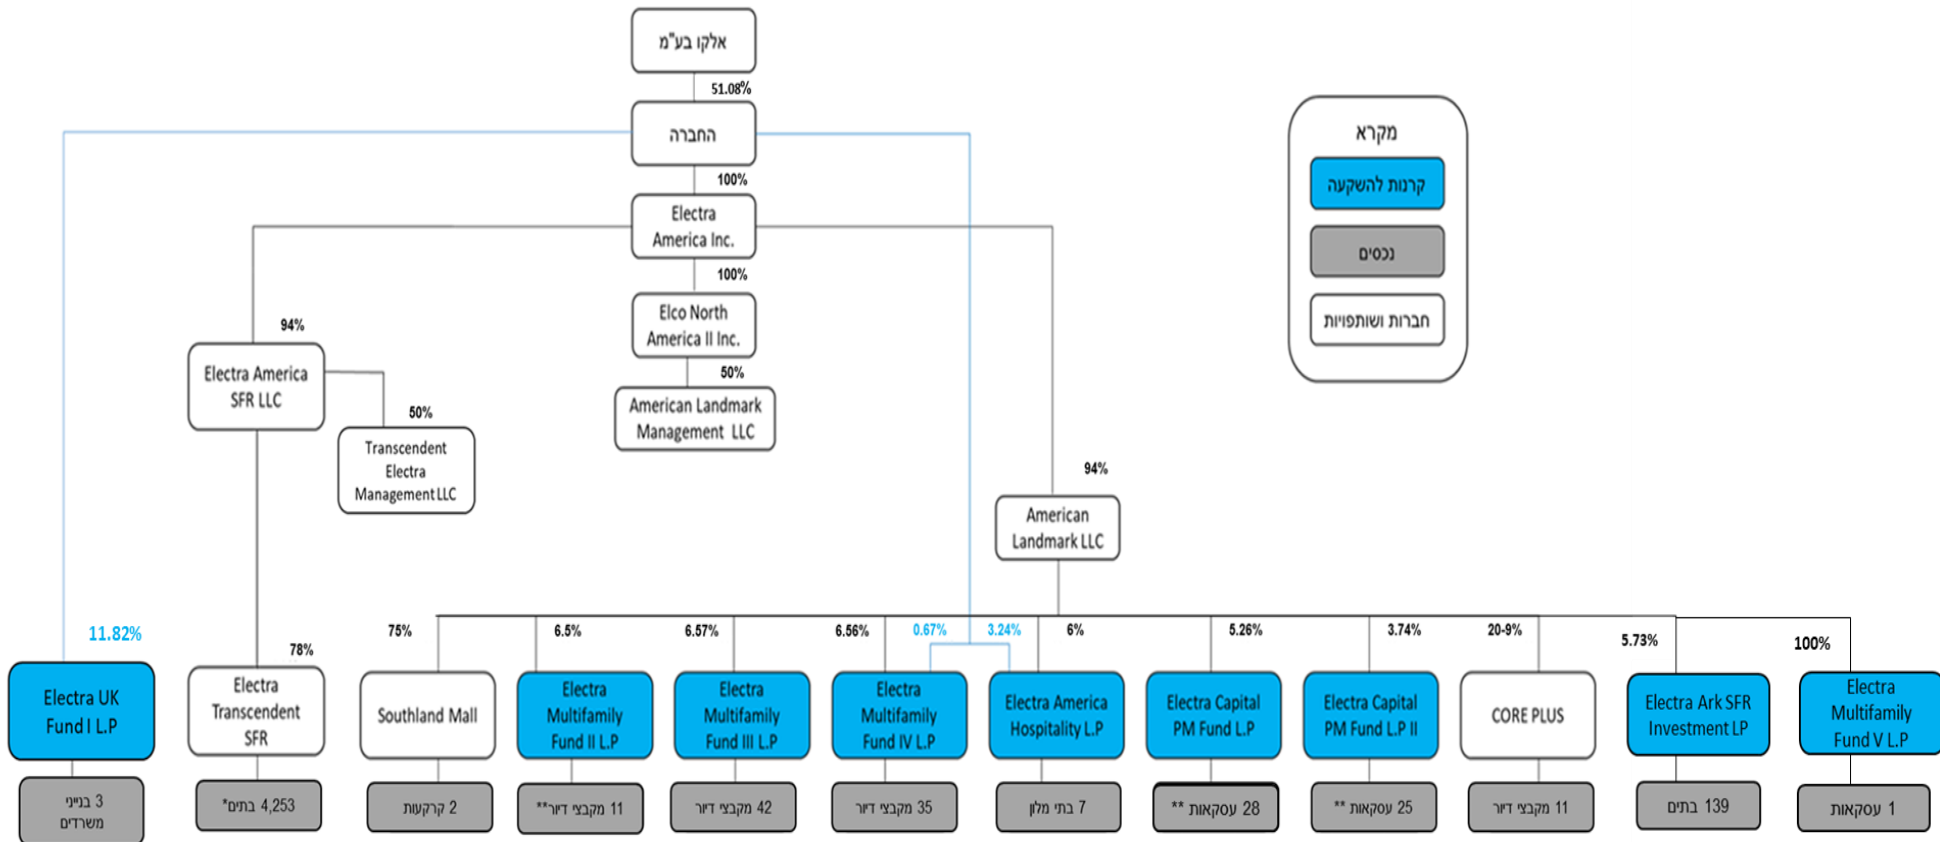 אלקו בע"מ
51.08%
החברה
100%
Electra
America Inc.
100%
Elco North
America II Inc.
50%
American Landmark
Management LLC
94%
Electra America
SFR LLC
50%
Transcendent
Electra
Management LLC
94%
American
Landmark LLC
מקרא
קרנות להשקעה
נכסים
חברות ושותפויות
11.82%
78%
75%
6.5%
6.57%
6.56%
0.67%
3.24%
6%
5.26%
3.74%
20-9%
5.73%
100%
Electra UK
Fund I L.P
Electra
Transcendent
SFR
Southland Mall
Electra
Multifamily
Fund II L.P
Electra
Multifamily
Fund III L.P
Electra
Multifamily
Fund IV L.P
Electra America
Hospitality L.P
Electra Capital
PM Fund L.P
Electra Capital
PM Fund L.P II
CORE PLUS
Electra Ark SFR
Investment LP
Electra
Multifamily
Fund V L.P
3 בנייני
משרדים
4,253 בתים*
2 קרקעות
11 מקבצי דיור**
42 מקבצי דיור
35 מקבצי דיור
7 בתי מלון
28 עסקאות **
25 עסקאות **
11 מקבצי דיור
139 בתים
1 עסקאות